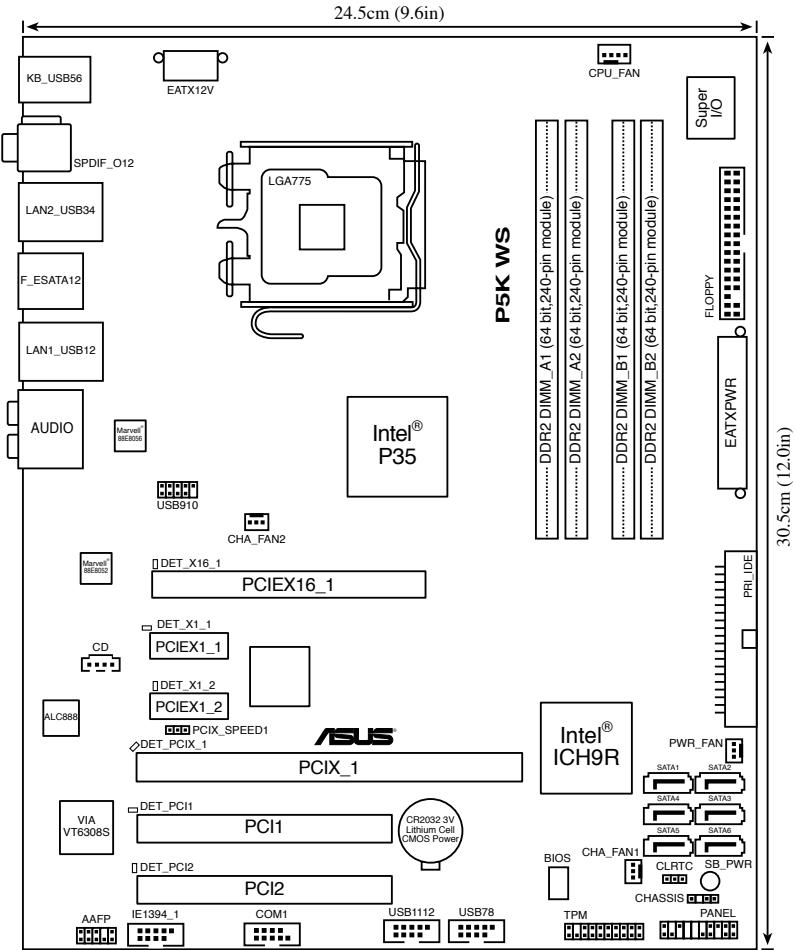 24.5cm (9.6in)
KB_USB56
EATX12V
CPU_FAN
Super
I/O
SPDIF_O12
LGA775
LAN2_USB34
F_ESATA12
LAN1_USB12
AUDIO
P5K WS
DDR2 DIMM_A1 (64 bit,240-pin module)
DDR2 DIMM_A2 (64 bit,240-pin module)
DDR2 DIMM_B1 (64 bit,240-pin module)
DDR2 DIMM_B2 (64 bit,240-pin module)
FLOPPY
EATXPWR
30.5cm (12.0in)
Marvell®
88E8056
Intel®
P35
USB910
CHA_FAN2
Marvell®
88E8052
DET_X16_1
PCIEX16_1
PRI_IDE
DET_X1_1
PCIEX1_1
CD
DET_X1_2
PCIEX1_2
ALC888
PCIX_SPEED1
ASUS
DET_PCIX_1
PCIX_1
Intel®
ICH9R
PWR_FAN
SATA1 SATA2
SATA4 SATA3
SATA5 SATA6
VIA
VT6308S
DET_PCI1
PCI1
CR2032 3V
Lithium Cell
CMOS Power
DET_PCI2
PCI2
BIOS
CHA_FAN1
CLRTC
SB_PWR
CHASSIS
AAFP
IE1394_1
COM1
USB1112
USB78
TPM
PANEL